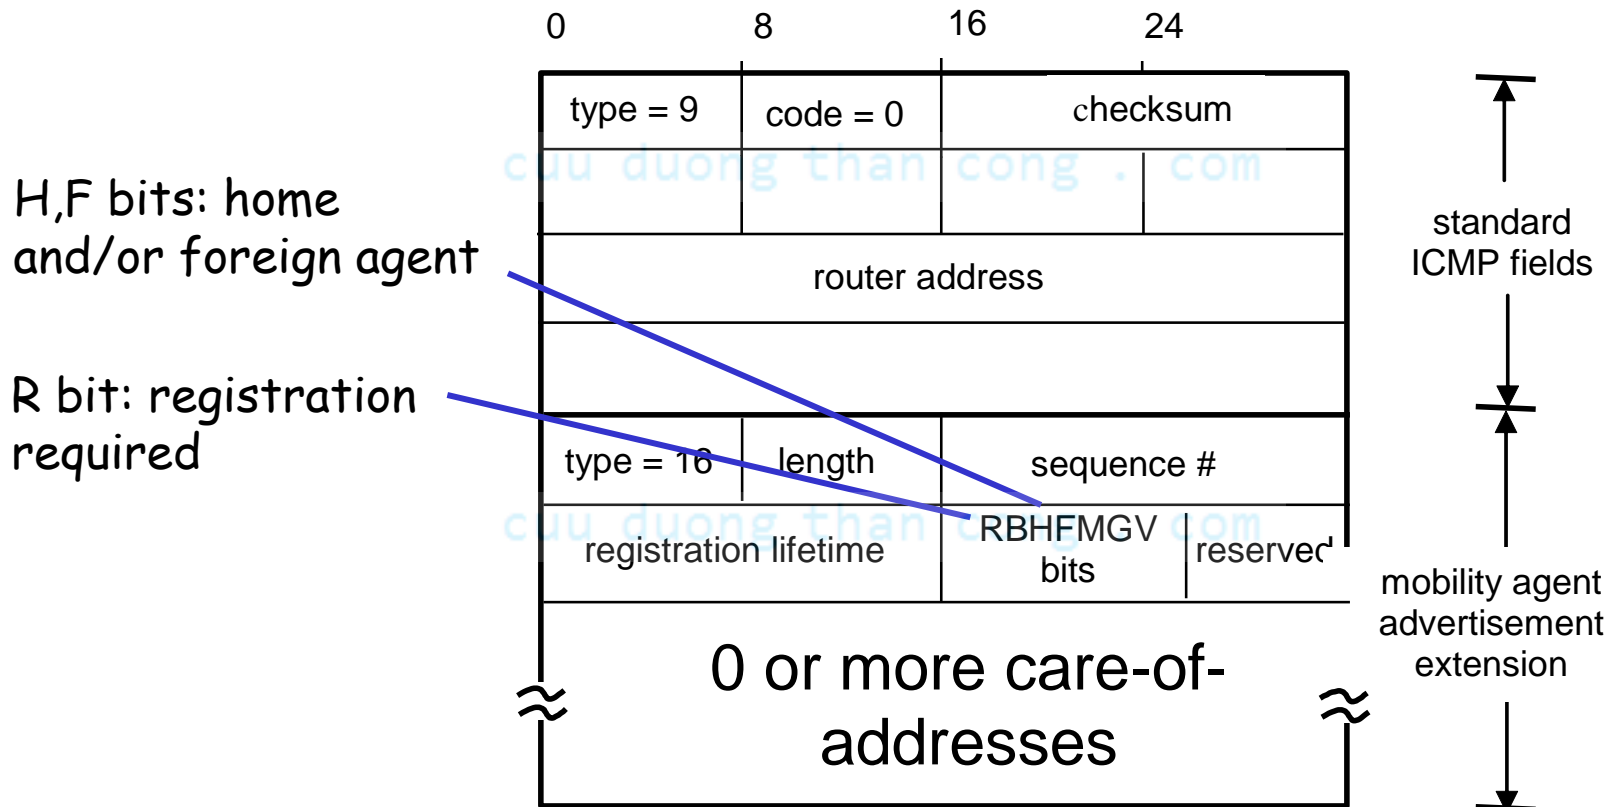 0 8 16 24
type = 9 code = 0 checksum
cuu duong than cong . com
H,F bits: home
and/or foreign agent
standard
ICMP fields
router address
R bit: registration
required
type = 16 length sequence #
cuu duong than cong . com
registration lifetime
RBHFMGV
bits
reserved
mobility agent
advertisement
extension
0 or more care-of-
addresses